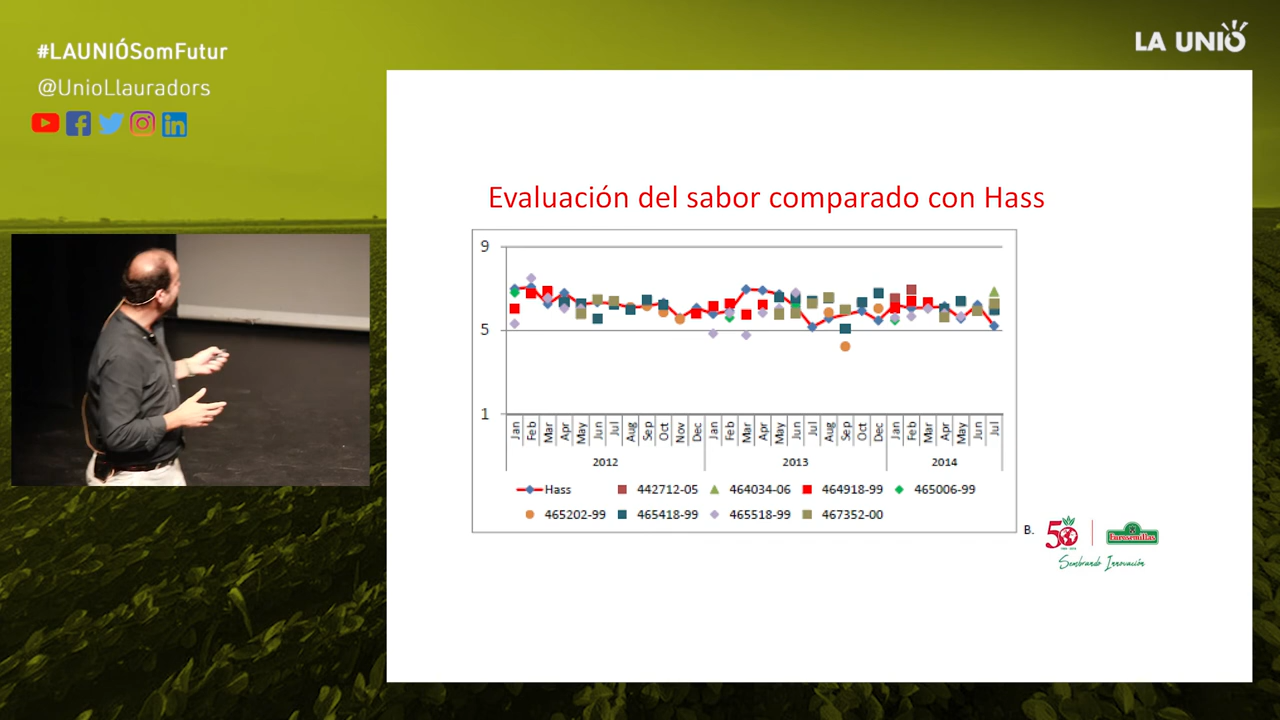 #LAUNIÓSomFutur
@UnioLlauradors
LA UNIÓ
Evaluación del sabor comparado con Hass
9
5
1
Jan Feb Mar Apr May Jun Jul Aug Sep Oct Nov Dec Jan Feb Mar Apr May Jun Jul Aug Sep Oct Dec Jan Feb Mar Apr May Jun Jul
2012 2013 2014
Hass 442712-05 464034-06 464918-99 465006-99
465202-99 465418-99 465518-99 467352-00
B.
50
Eurosemillas
Sembrando Innovación